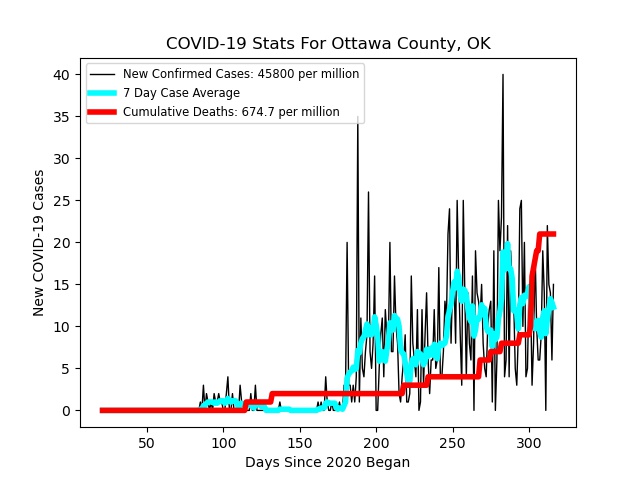 COVID-19 Stats For Ottawa County, OK
New Confirmed Cases: 45800 per million
7 Day Case Average
Cumulative Deaths: 674.7 per million
40
35
30
25
20
15
10
5
0
New COVID-19 Cases
50 100 150 200 250 300
Days Since 2020 Began